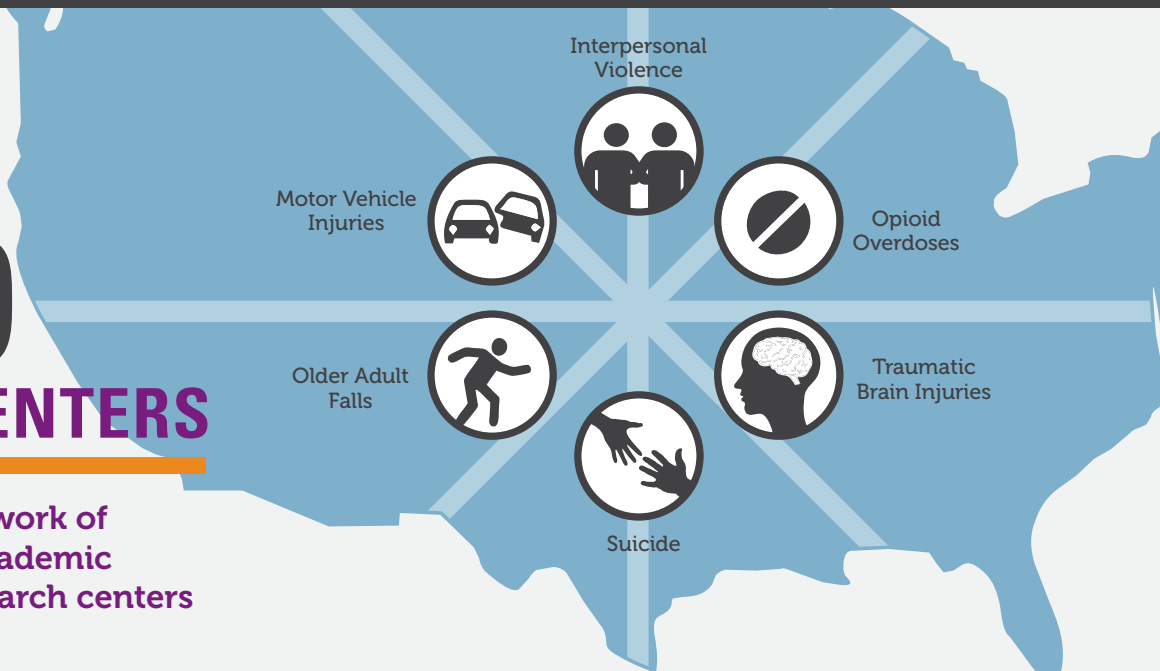 Interpersonal
Violence
Motor Vehicle
Injuries
Opioid
Overdoses
Older Adult
Falls
Traumatic
Brain Injuries
Suicide
ENTERS
work of
ademic
arch centers